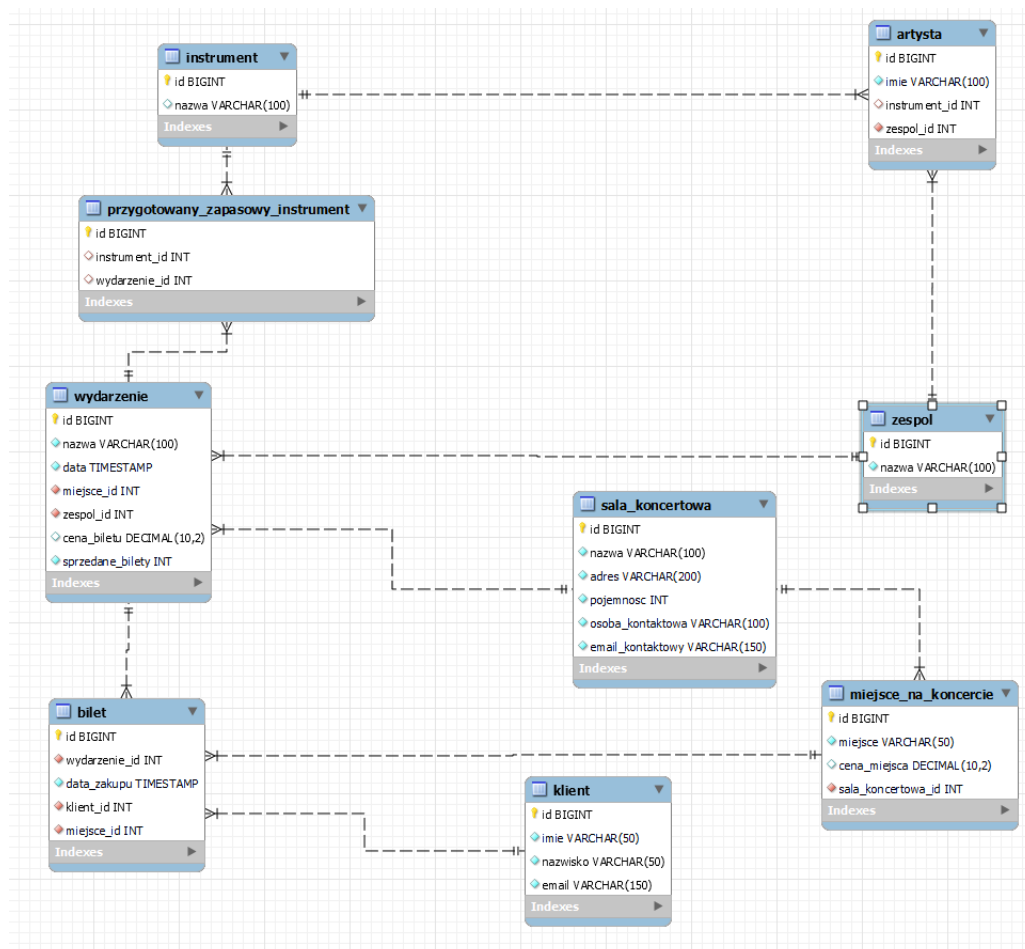 instrument
id BIGINT
nazwa VARCHAR(100)
Indexes
artysta
id BIGINT
imie VARCHAR(100)
instrument_id INT
zespol_id INT
Indexes
przygotowany_zapasowy_instrument
id BIGINT
instrument_id INT
wydarzenie_id INT
Indexes
wydarzenie
id BIGINT
nazwa VARCHAR(100)
data TIMESTAMP
miejsce_id INT
zespol_id INT
cena_biletu DECIMAL(10,2)
sprzedane_bilety INT
Indexes
zespol
id BIGINT
nazwa VARCHAR(100)
Indexes
sala_koncertowa
id BIGINT
nazwa VARCHAR(100)
adres VARCHAR(200)
pojemnosc INT
osoba_kontaktowa VARCHAR(100)
email_kontaktowy VARCHAR(150)
Indexes
miejsce_na_koncercie
id BIGINT
miejsce VARCHAR(50)
cena_miejsca DECIMAL(10,2)
sala_koncertowa_id INT
Indexes
bilet
id BIGINT
wydarzenie_id INT
data_zakupu TIMESTAMP
klient_id INT
miejsce_id INT
Indexes
klient
id BIGINT
imie VARCHAR(50)
nazwisko VARCHAR(50)
email VARCHAR(150)
Indexes